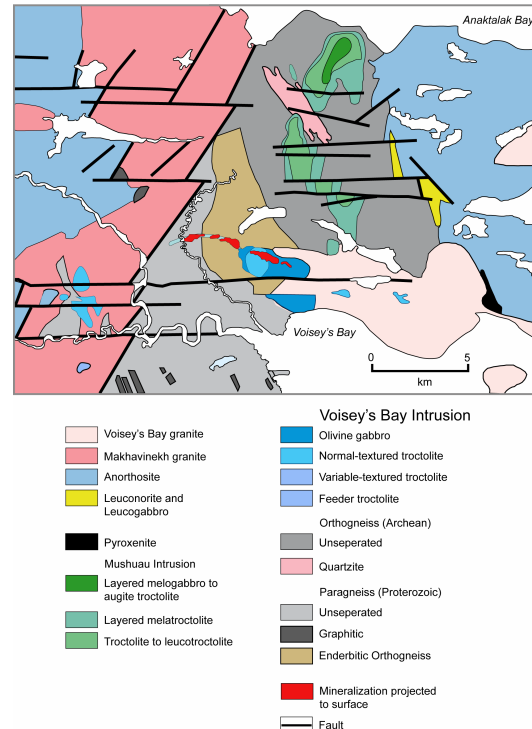 Anaktalak Bay
Voisey's Bay
0 5
km
Voisey's Bay granite
Makhavinekh granite
Anorthosite
Leuconorite and
Leucogabbro
Pyroxenite
Mushuau Intrusion
Layered melogabbro to
augite troctolite
Layered melatroctolite
Troctolite to leucotroctolite
Voisey's Bay Intrusion
Olivine gabbro
Normal-textured troctolite
Variable-textured troctolite
Feeder troctolite
Orthogneiss (Archean)
Unseperated
Quartzite
Paragneiss (Proterozoic)
Unseperated
Graphitic
Enderbitic Orthogneiss
Mineralization projected
to surface
Fault